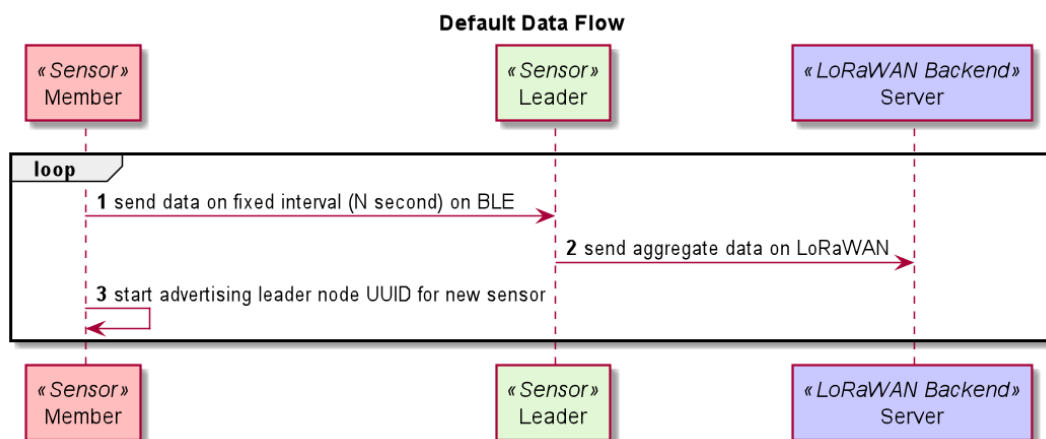 Default Data Flow
«Sensor»
Member
«Sensor»
Leader
«LoRaWAN Backend»
Server
loop
1 send data on fixed interval (N second) on BLE
2 send aggregate data on LoRaWAN
3 start advertising leader node UUID for new sensor
«Sensor»
Member
«Sensor»
Leader
«LoRaWAN Backend»
Server